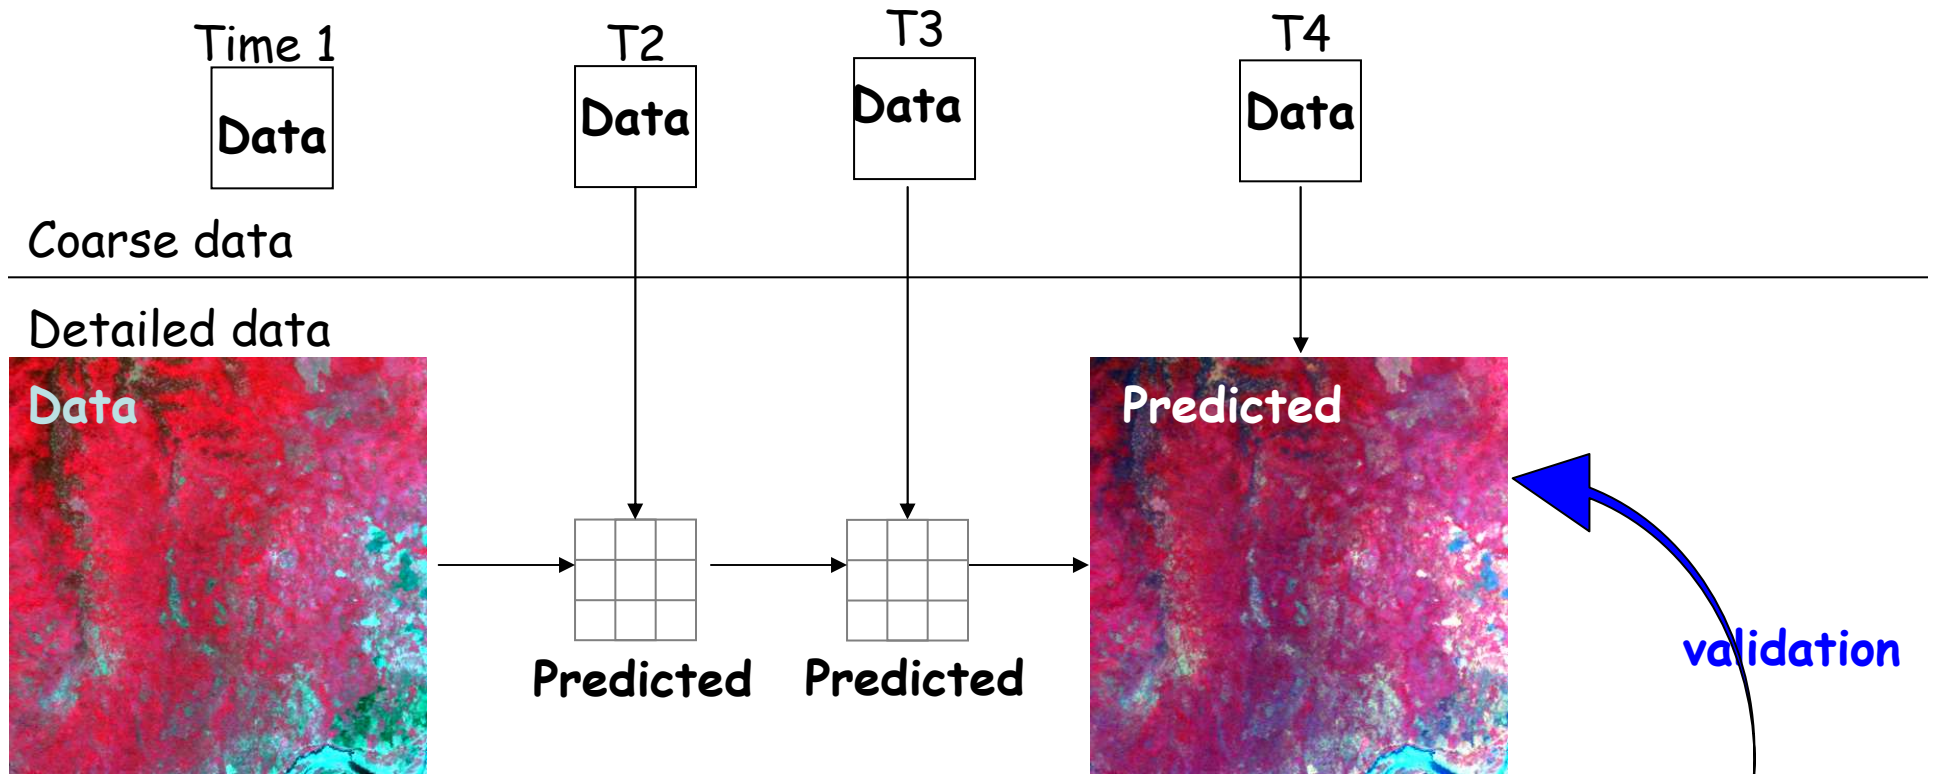 Time 1
T2
T3
T4
Data
Data
Data
Data
Coarse data
Detailed data
Data
Predicted
Predicted
Predicted
validation